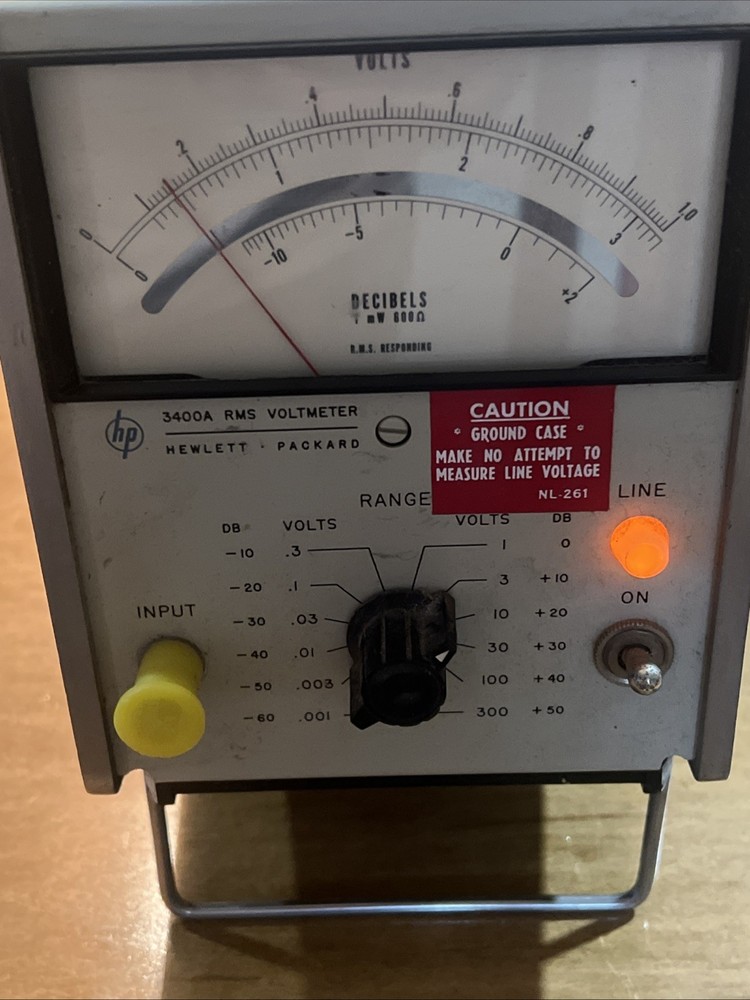 VOLTS
0 .2 .4 .6 .8 1.0
0 1 2 3
-10 -5 0 +2
DECIBELS
1 mW 600Ω
R.M.S. RESPONDING
hp
3400A RMS VOLTMETER
HEWLETT · PACKARD
CAUTION
° GROUND CASE °
MAKE NO ATTEMPT TO
MEASURE LINE VOLTAGE
NL-261
LINE
RANGE
DB VOLTS VOLTS DB
-10 .3 1 0
-20 .1 3 +10
ON
INPUT
-30 .03 10 +20
-40 .01 30 +30
-50 .003 100 +40
-60 .001 300 +50